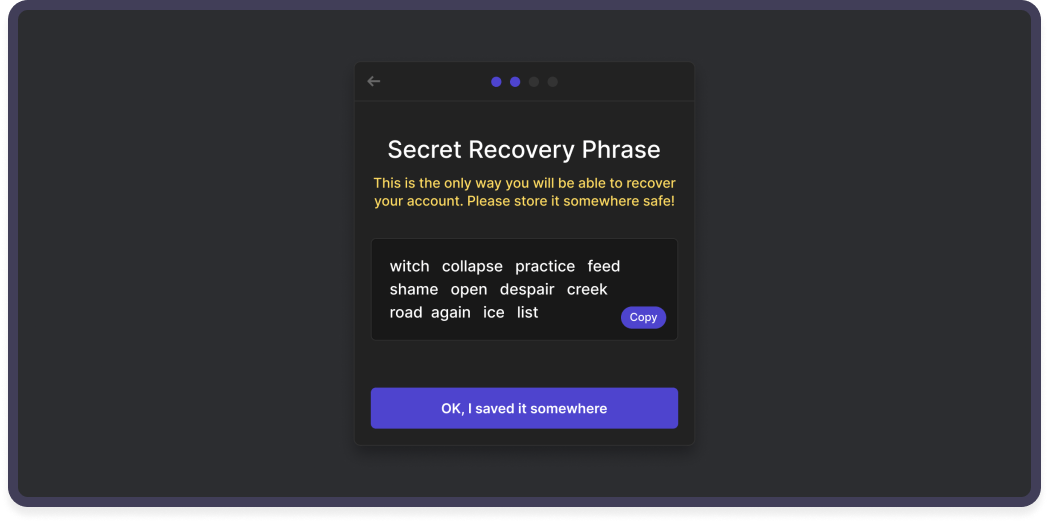 Secret Recovery Phrase
This is the only way you will be able to recover
your account. Please store it somewhere safe!
witch collapse practice feed
shame open despair creek
road again ice list
Copy
OK, I saved it somewhere